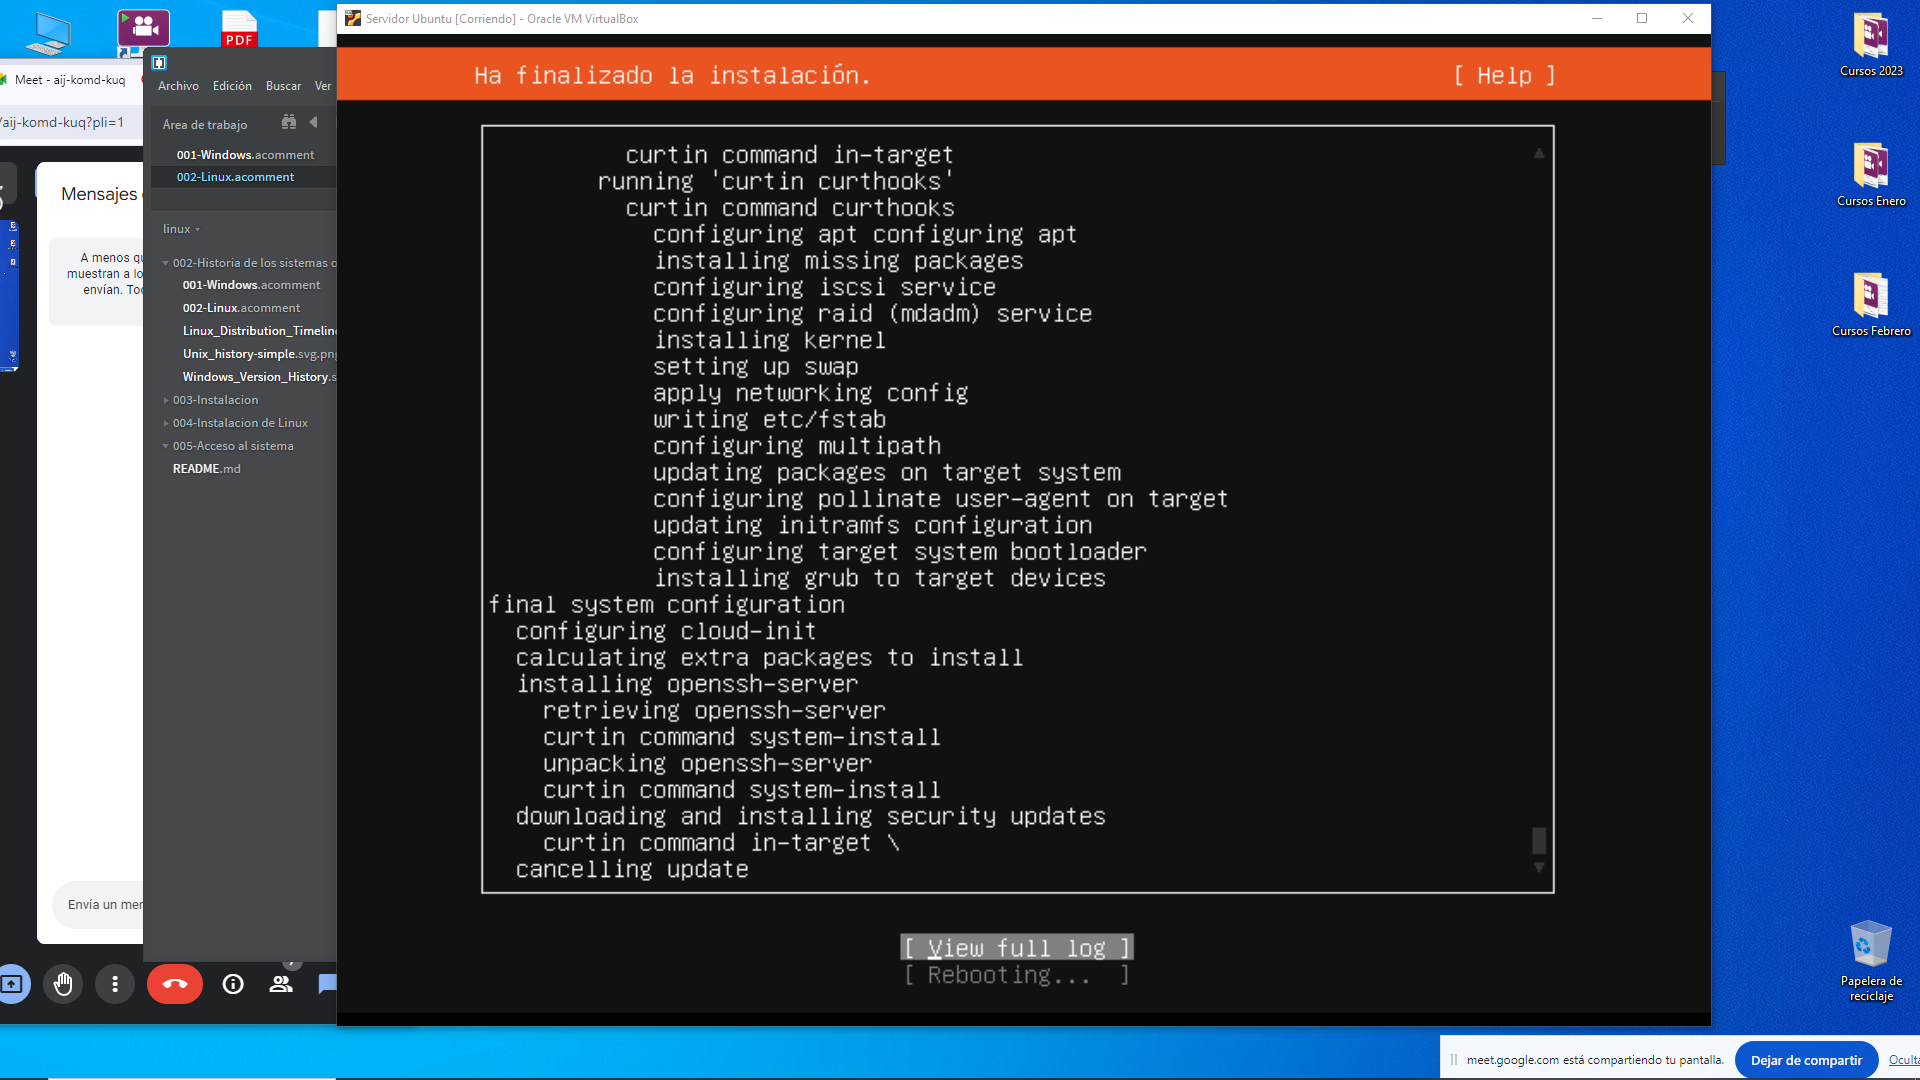 PDF
Servidor Ubuntu [Corriendo] - Oracle VM VirtualBox
Meet - aij-komd-kuq
/aij-komd-kuq?pli=1
Mensajes
A menos qu
muestran a lo
envían. Toc
Envía un mer
Archivo Edición Buscar Ver
Área de trabajo
001-Windows.acomment
002-Linux.acomment
linux
002-Historia de los sistemas o
001-Windows.acomment
002-Linux.acomment
Linux_Distribution_Timeline
Unix_history-simple.svg.png
Windows_Version_History.s
003-Instalacion
004-Instalacion de Linux
005-Acceso al sistema
README.md
Ha finalizado la instalación. [ Help ]
curtin command in-target
running 'curtin curthooks'
curtin command curthooks
configuring apt configuring apt
installing missing packages
configuring iscsi service
configuring raid (mdadm) service
installing kernel
setting up swap
apply networking config
writing etc/fstab
configuring multipath
updating packages on target system
configuring pollinate user-agent on target
updating initramfs configuration
configuring target system bootloader
installing grub to target devices
final system configuration
configuring cloud-init
calculating extra packages to install
installing openssh-server
retrieving openssh-server
curtin command system-install
unpacking openssh-server
curtin command system-install
downloading and installing security updates
curtin command in-target \
cancelling update
[ View full log ]
[ Rebooting... ]
Cursos 2023
Cursos Enero
Cursos Febrero
Papelera de
reciclaje
meet.google.com está compartiendo tu pantalla.
Dejar de compartir
Oculta